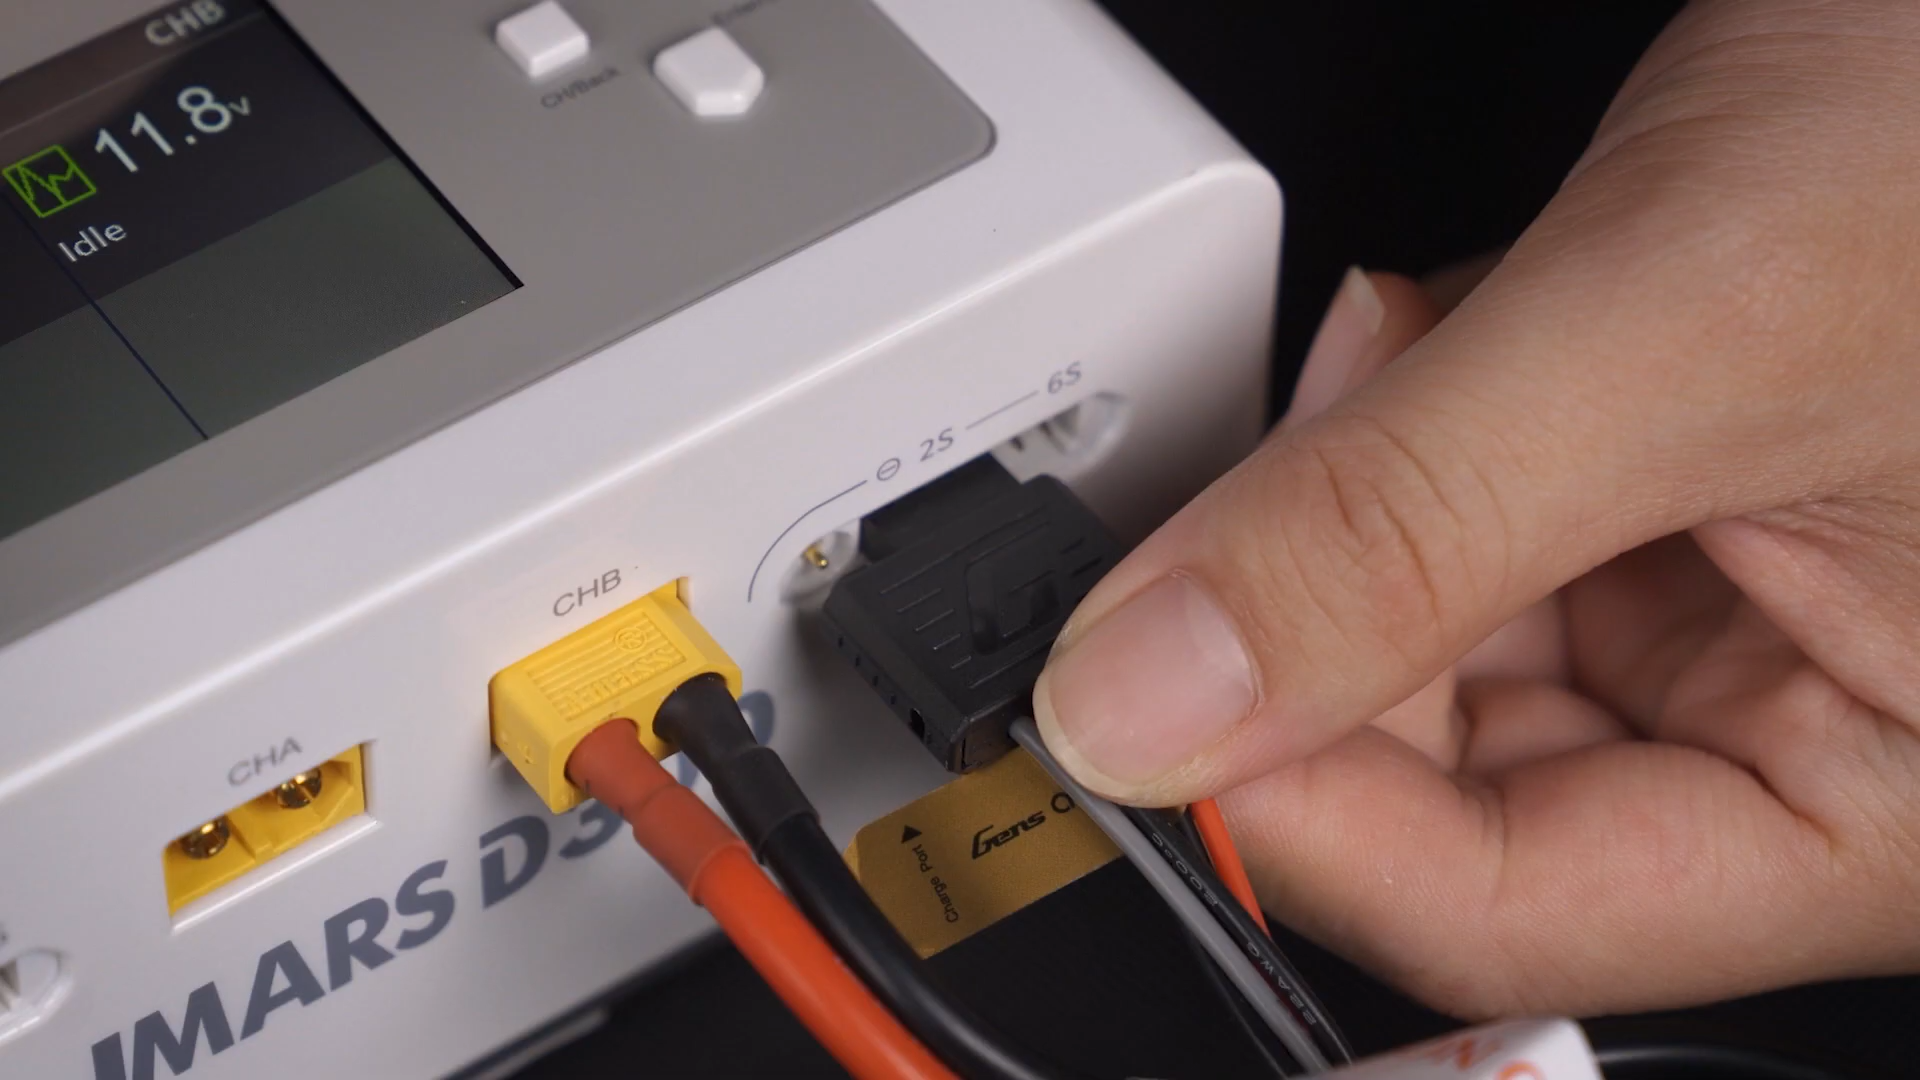 CHB
11.8v
Idle
CH/Back
⊖ 2S — 6S
CHB
CHA
IMARS D3
Gens
Charge Port